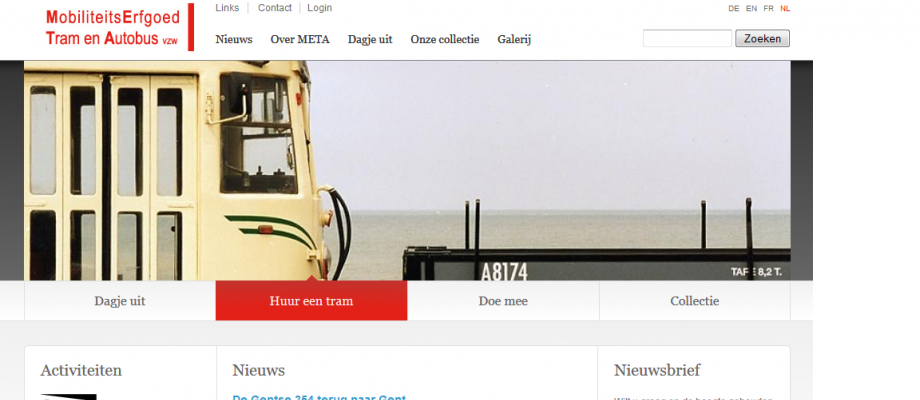 MobiliteitsErfgoed
Tram en Autobus vzw
Links Contact Login
DE EN FR NL
Nieuws Over META Dagje uit Onze collectie Galerij
Zoeken
A8174
TAFE 8,2 T.
Dagje uit Huur een tram Doe mee Collectie
Activiteiten
Nieuws
De Gentse 354 terug naar Gent
Nieuwsbrief